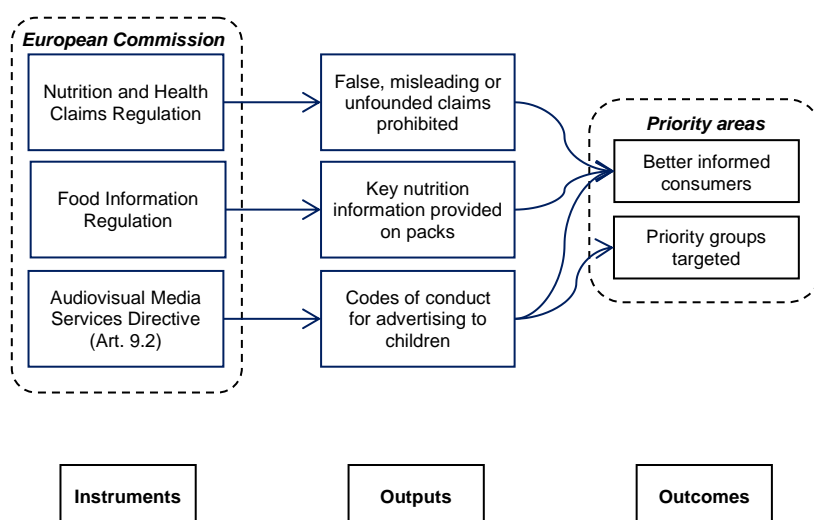 European Commission
Nutrition and Health
Claims Regulation
False, misleading or
unfounded claims
prohibited
Priority areas
Better informed
consumers
Food Information
Regulation
Key nutrition
information provided
on packs
Priority groups
targeted
Audiovisual Media
Services Directive
(Art. 9.2)
Codes of conduct
for advertising to
children
Instruments
Outputs
Outcomes